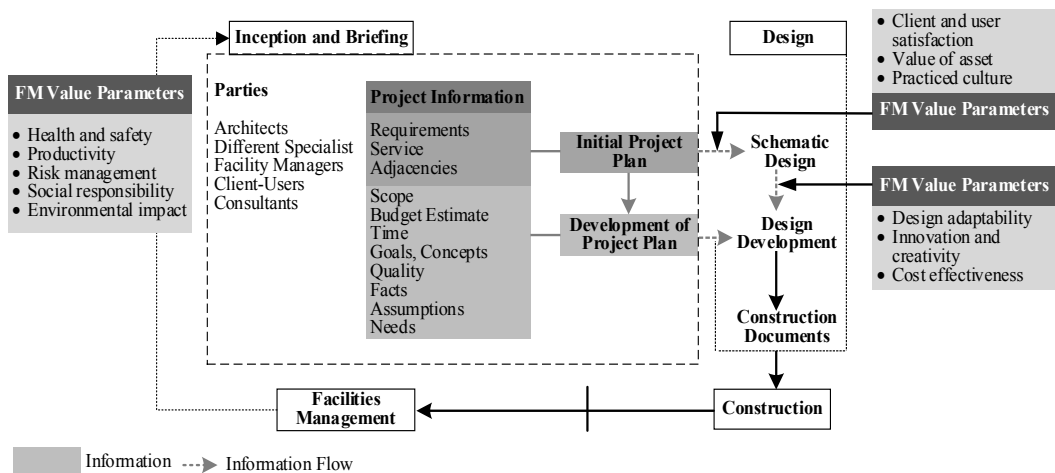 Inception and Briefing
Design
FM Value Parameters
• Health and safety
• Productivity
• Risk management
• Social responsibility
• Environmental impact
Parties
Architects
Different Specialist
Facility Managers
Client-Users
Consultants
Project Information
Requirements
Service
Adjacencies
Scope
Budget Estimate
Time
Goals, Concepts
Quality
Facts
Assumptions
Needs
Initial Project
Plan
Development of
Project Plan
Schematic
Design
Design
Development
Construction
Documents
• Client and user
satisfaction
• Value of asset
• Practiced culture
FM Value Parameters
FM Value Parameters
• Design adaptability
• Innovation and
creativity
• Cost effectiveness
Facilities
Management
Construction
Information
Information Flow